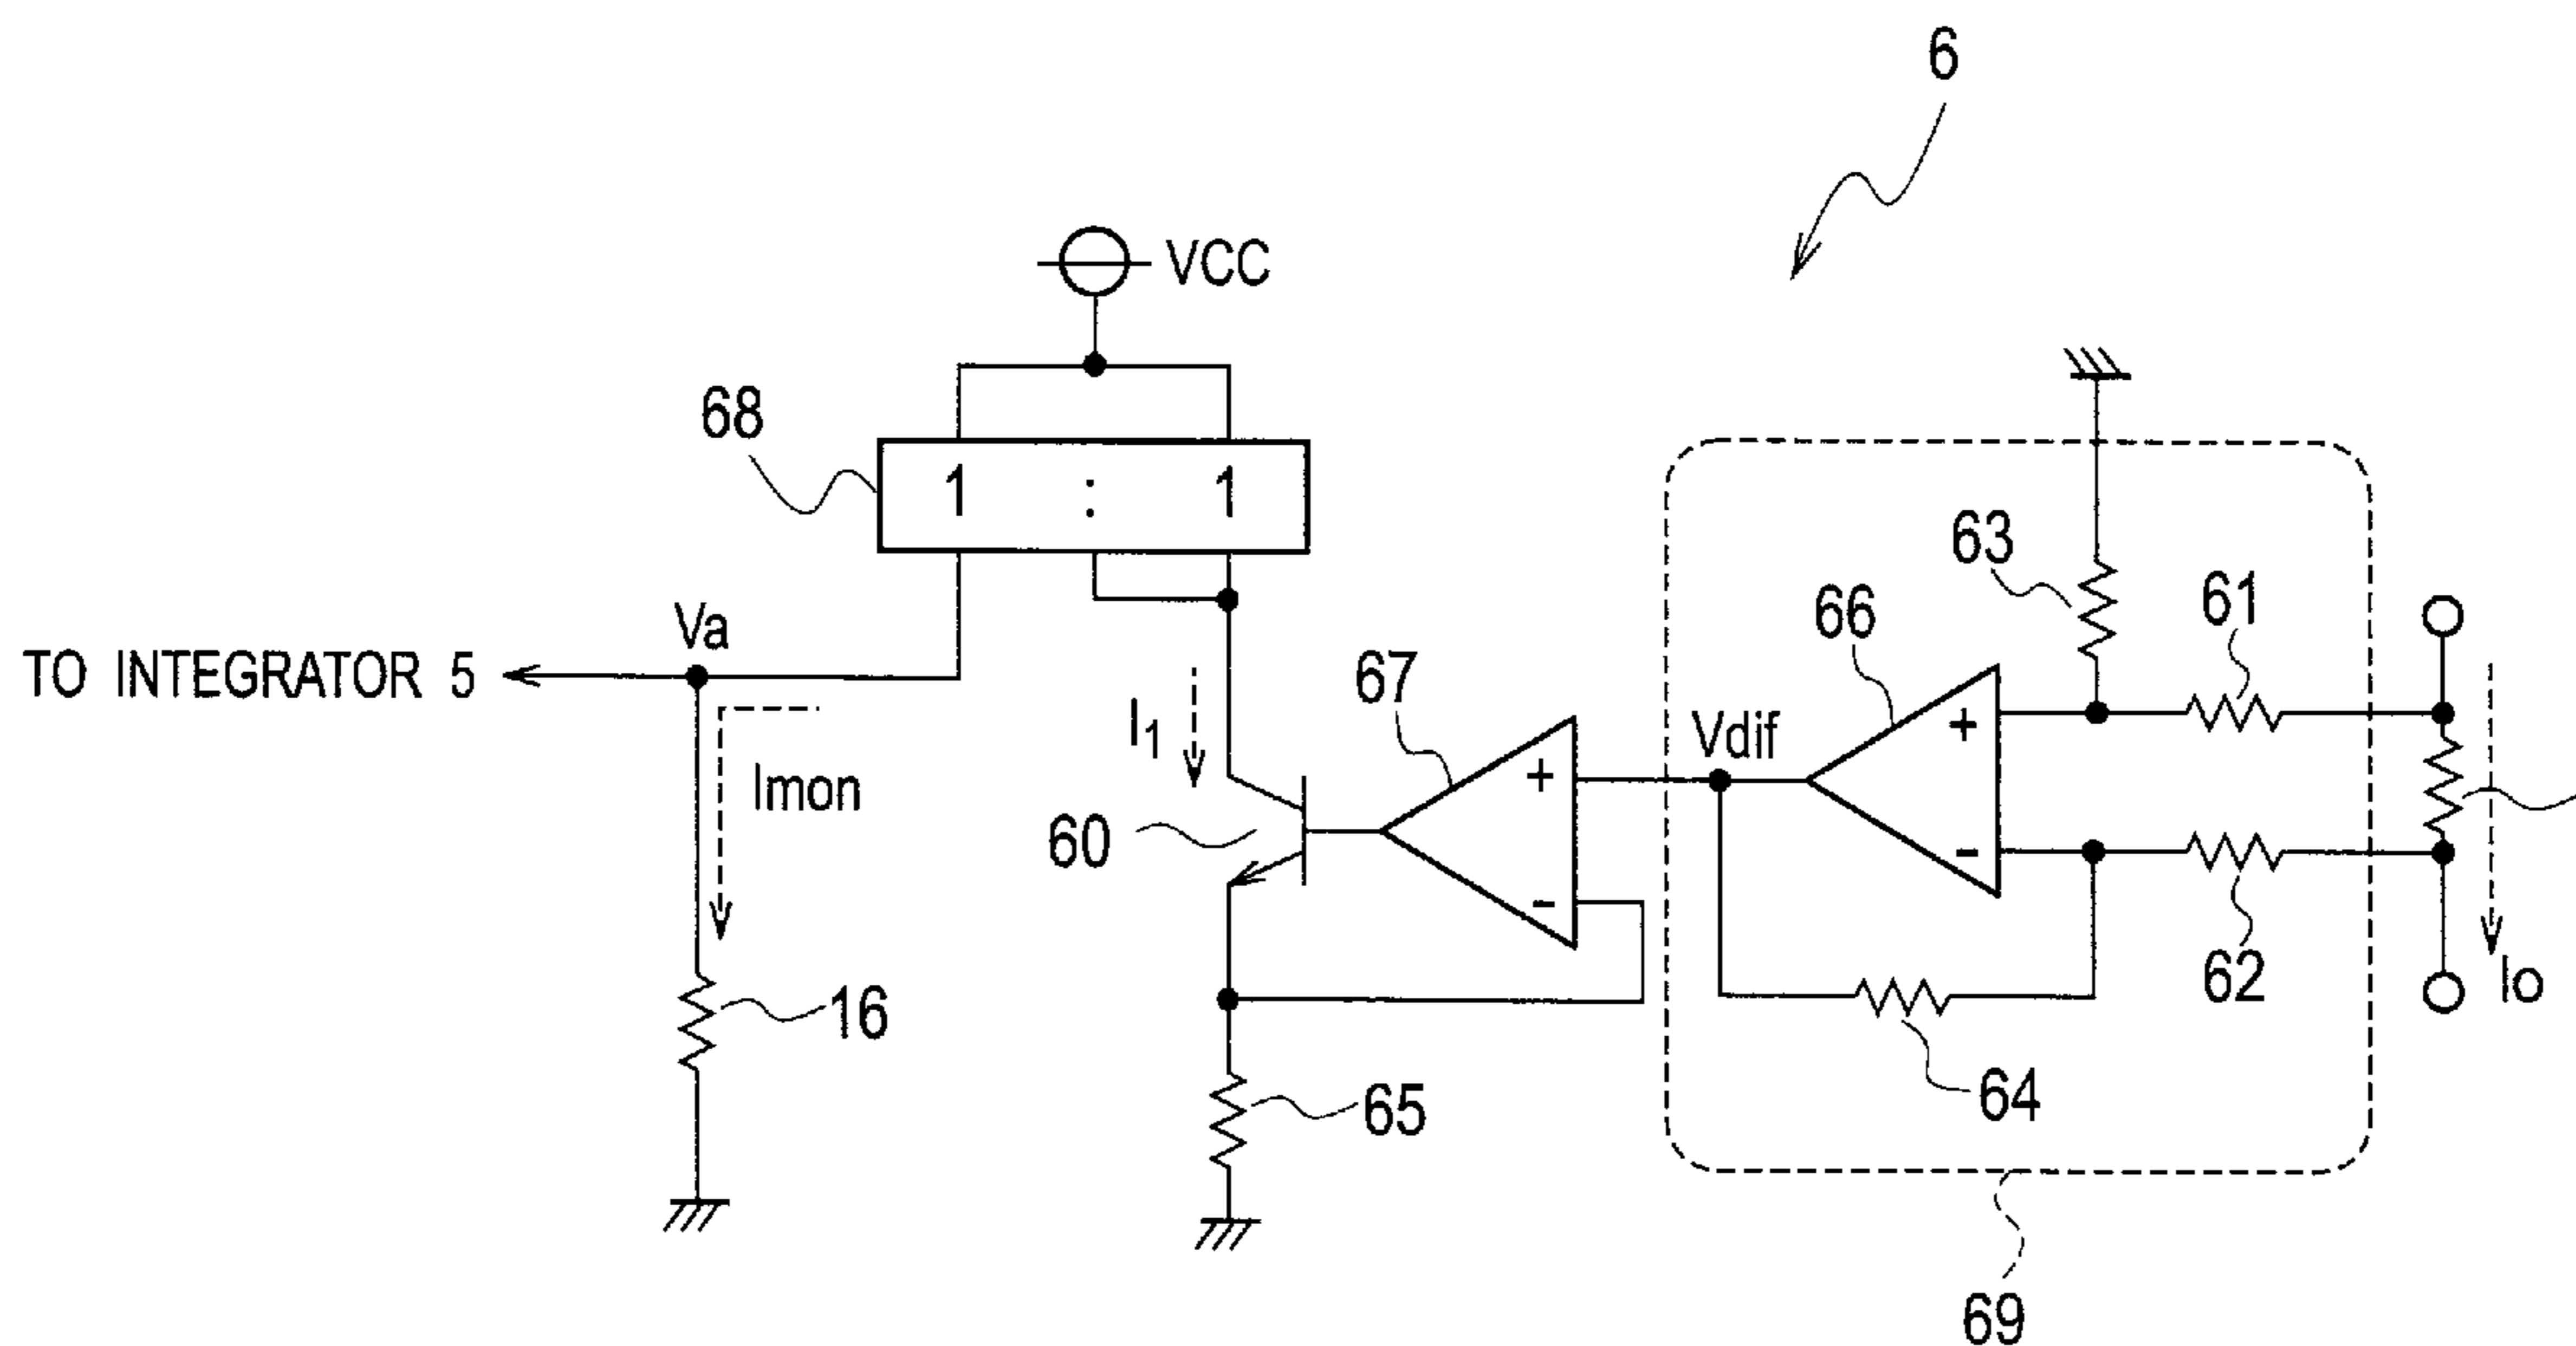 6
VCC
68
1 : 1
63
61
66
Va
TO INTEGRATOR 5
67
Vdif
+
+
I1
Imon
60
-
-
62
Io
16
64
65
69